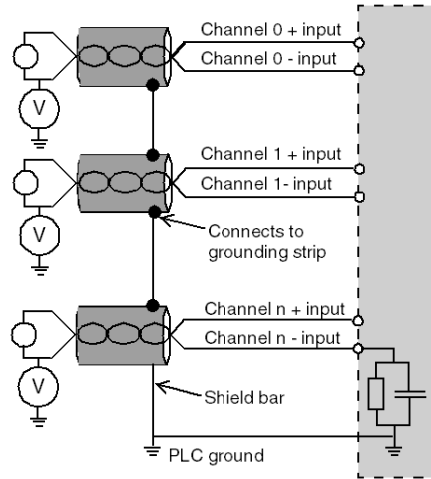 Channel 0 + input
Channel 0 - input
V
Channel 1 + input
Channel 1- input
V
Connects to
grounding strip
Channel n + input
Channel n - input
V
Shield bar
PLC ground